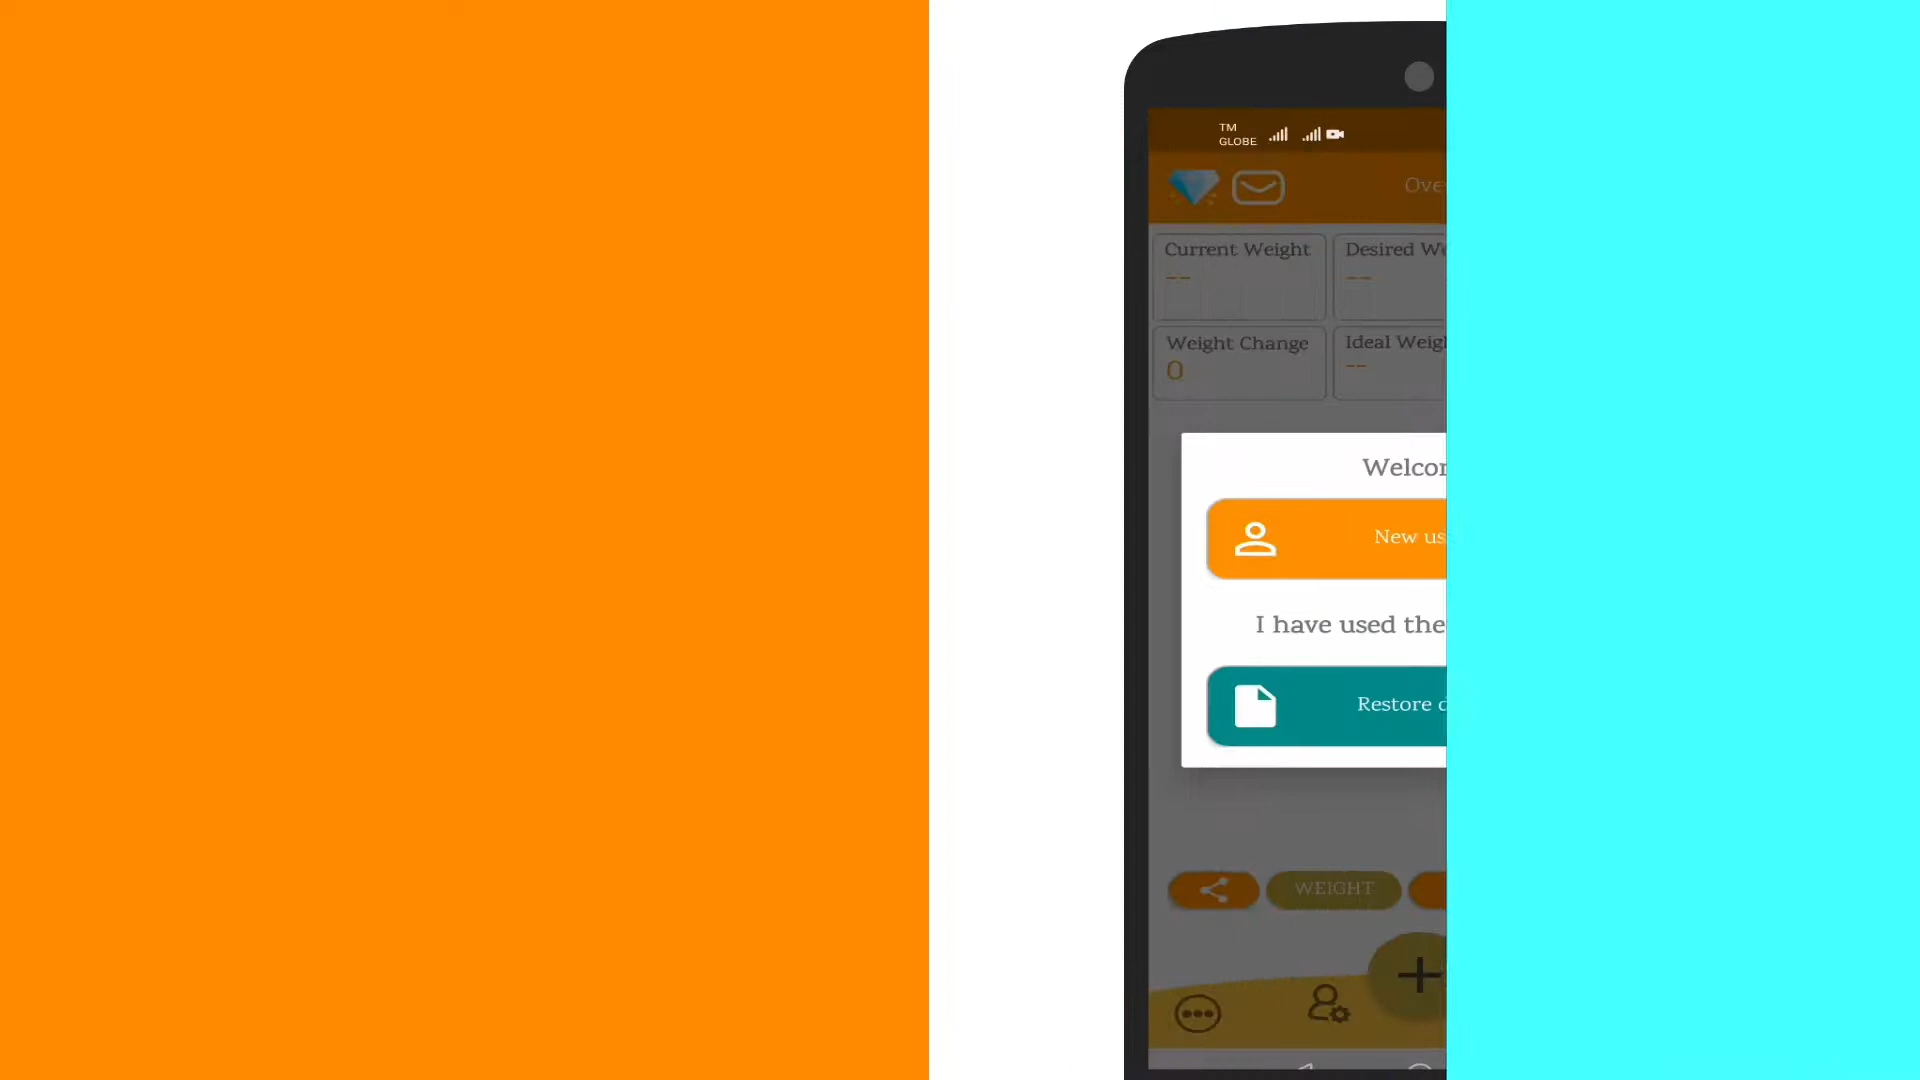 TM
GLOBE
Ove
Current Weight
Desired We
--
--
Weight Change
Ideal Weigh
0
--
Welcom
New us
I have used the
Restore d
WEIGHT